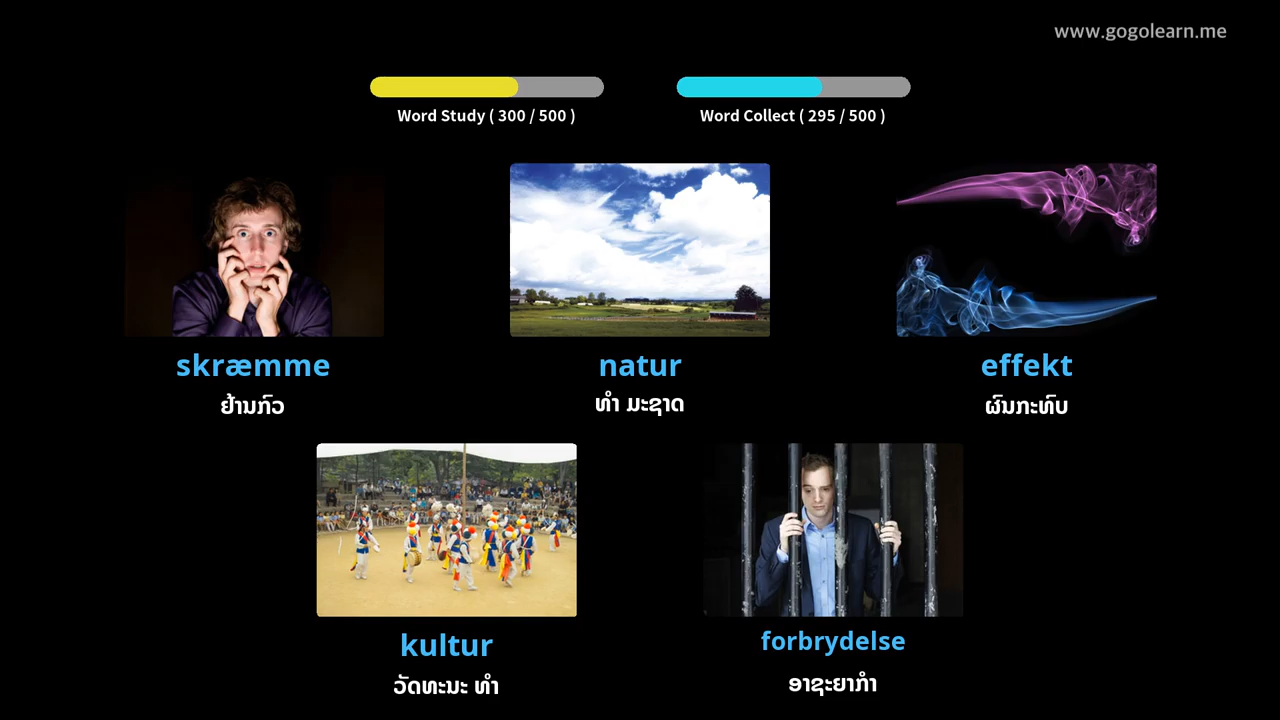 www.gogolearn.me
Word Study ( 300 / 500 )
Word Collect ( 295 / 500 )
skræmme
natur
effekt
ຢ້ານກົວ
ທຳ ມະຊາດ
ຜົນກະທົບ
kultur
forbrydelse
ວັດທະນະ ທຳ
ອາຊະຍາກຳ